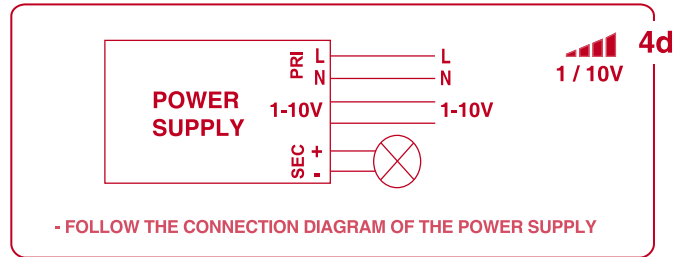 4d
1 / 10V
PRI
L
N
L
N
POWER
SUPPLY
1-10V
1-10V
SEC
+
-
- FOLLOW THE CONNECTION DIAGRAM OF THE POWER SUPPLY